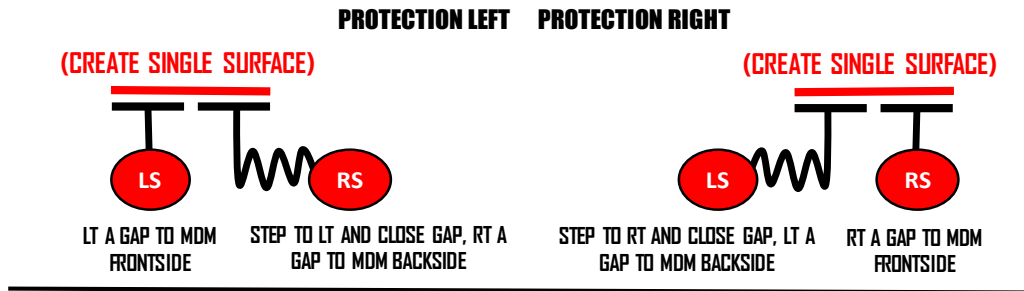 PROTECTION LEFT PROTECTION RIGHT
(CREATE SINGLE SURFACE)
(CREATE SINGLE SURFACE)
LS
RS
LS
RS
LT A GAP TO MDM
FRONTSIDE
STEP TO LT AND CLOSE GAP, RT A
GAP TO MDM BACKSIDE
STEP TO RT AND CLOSE GAP, LT A
GAP TO MDM BACKSIDE
RT A GAP TO MDM
FRONTSIDE